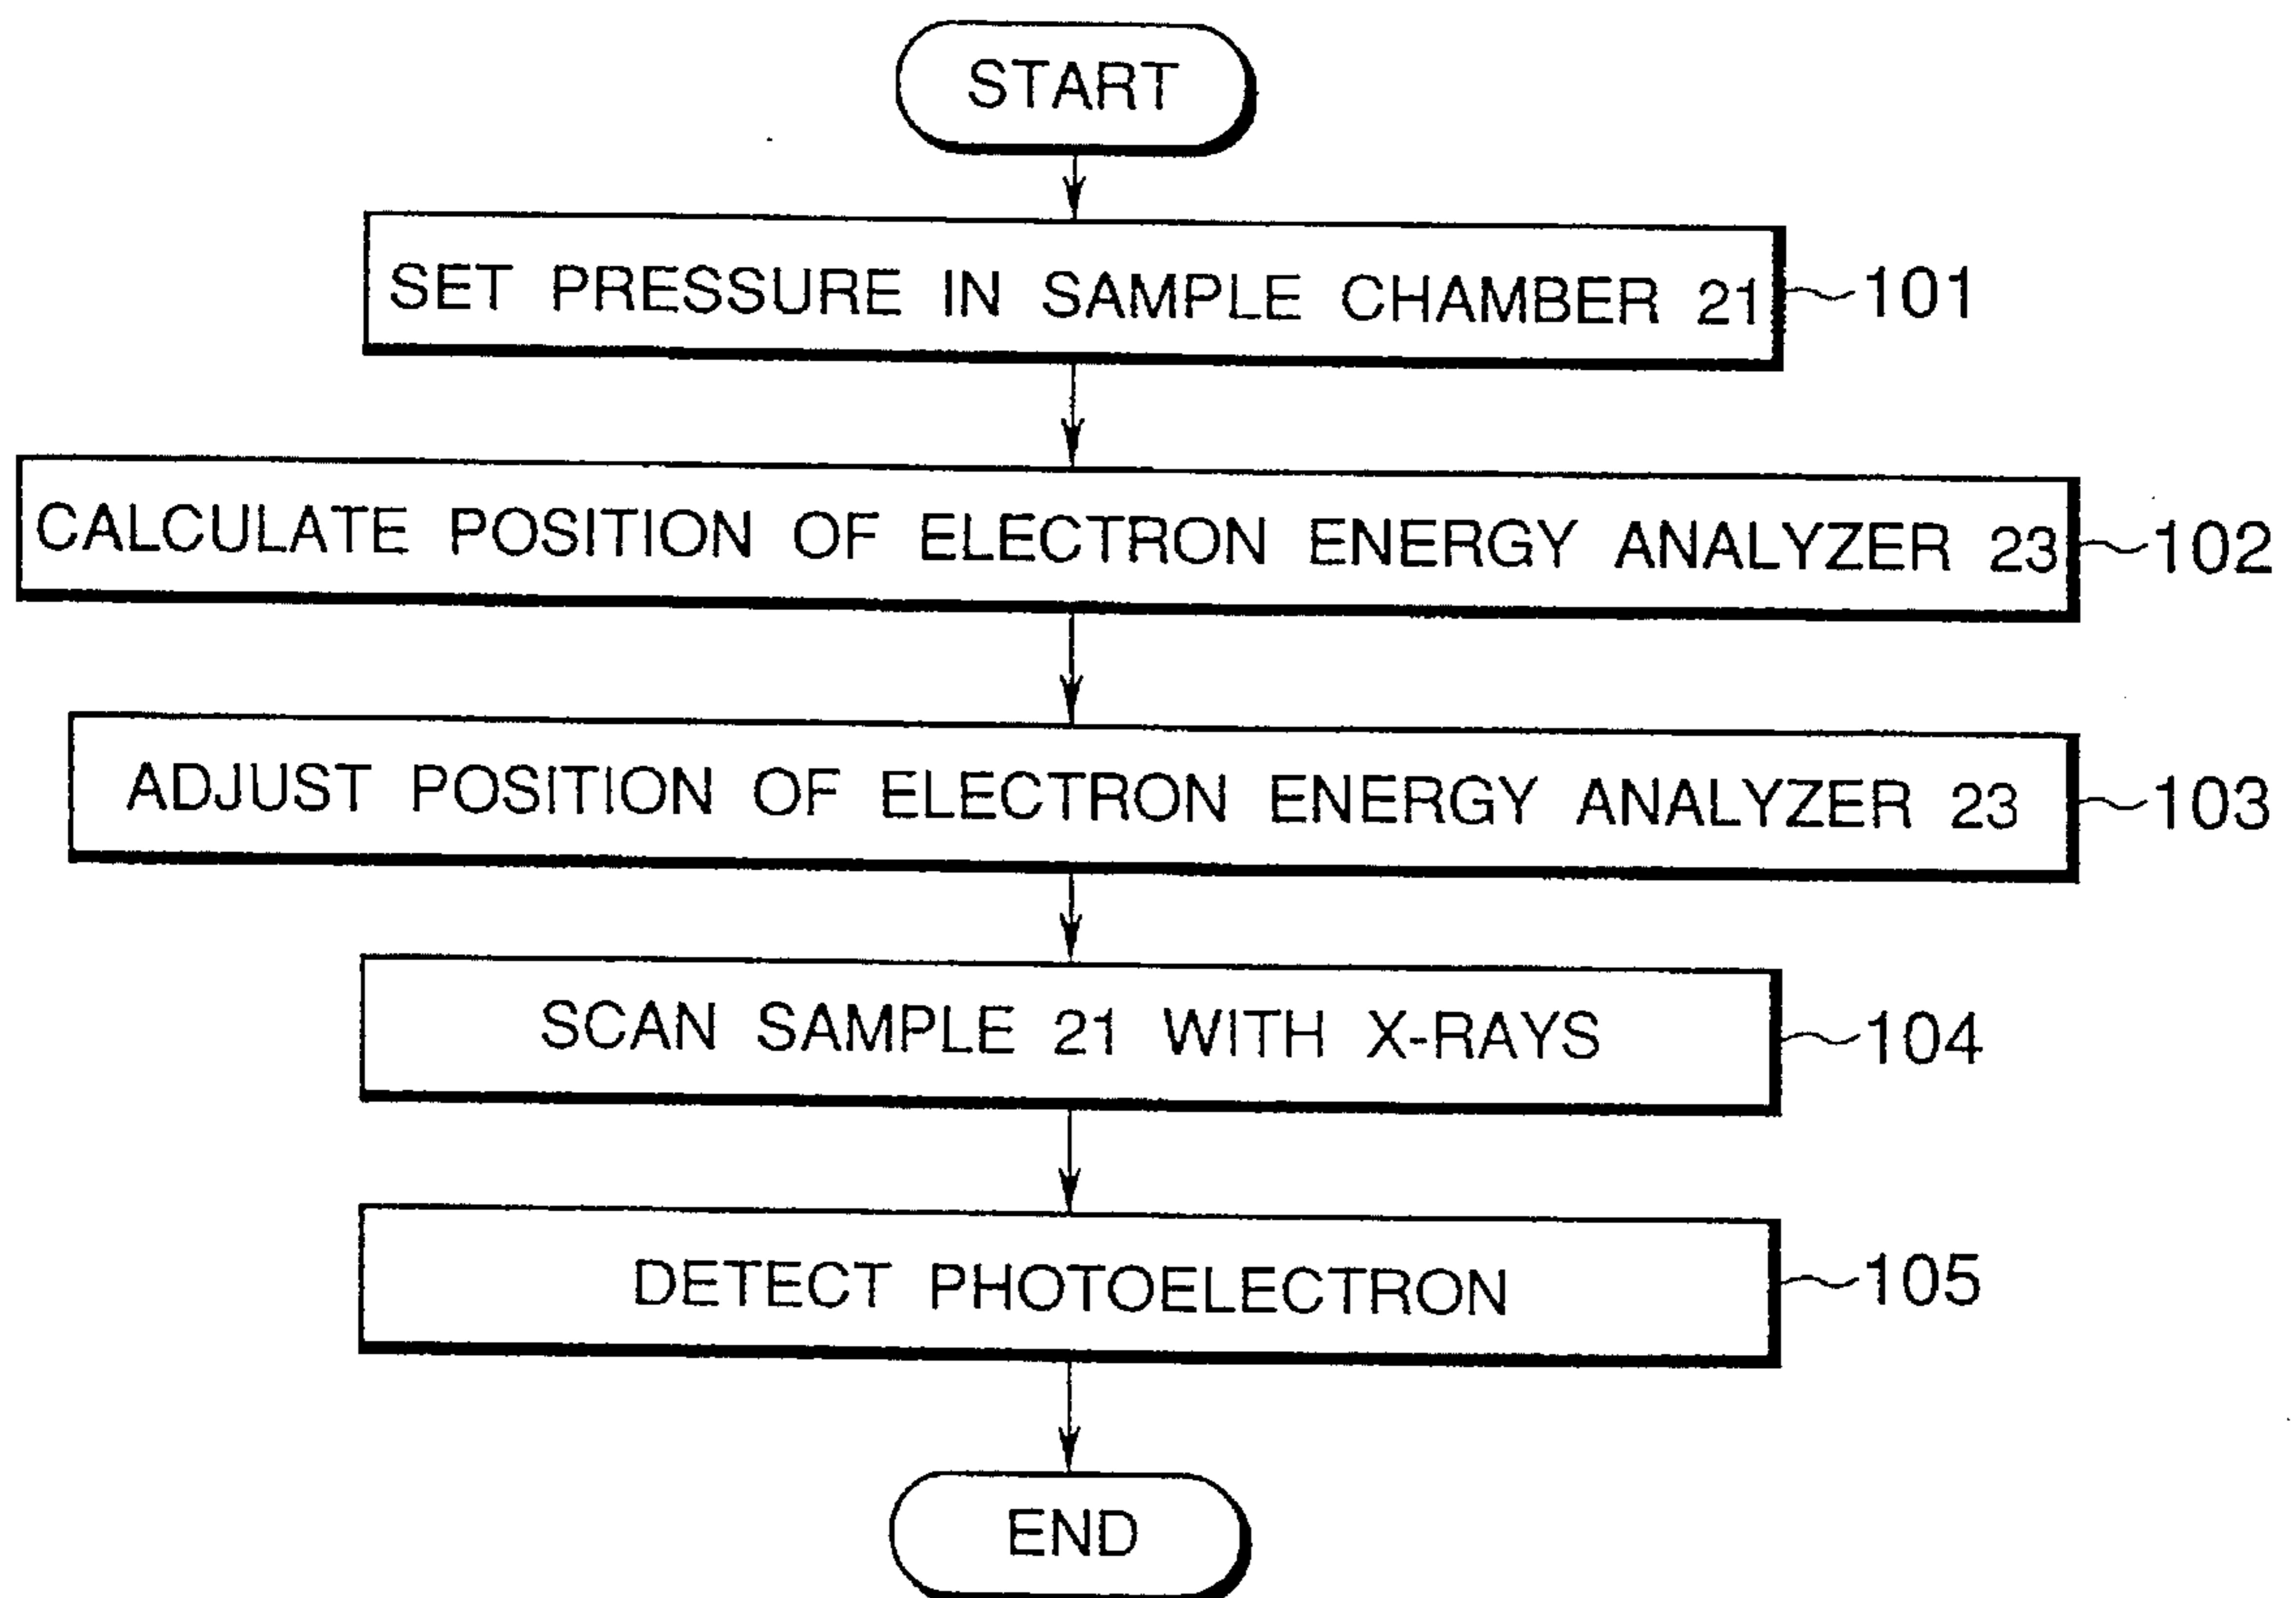 START
SET PRESSURE IN SAMPLE CHAMBER 21
101
CALCULATE POSITION OF ELECTRON ENERGY ANALYZER 23
102
ADJUST POSITION OF ELECTRON ENERGY ANALYZER 23
103
SCAN SAMPLE 21 WITH X-RAYS
104
DETECT PHOTOELECTRON
105
END